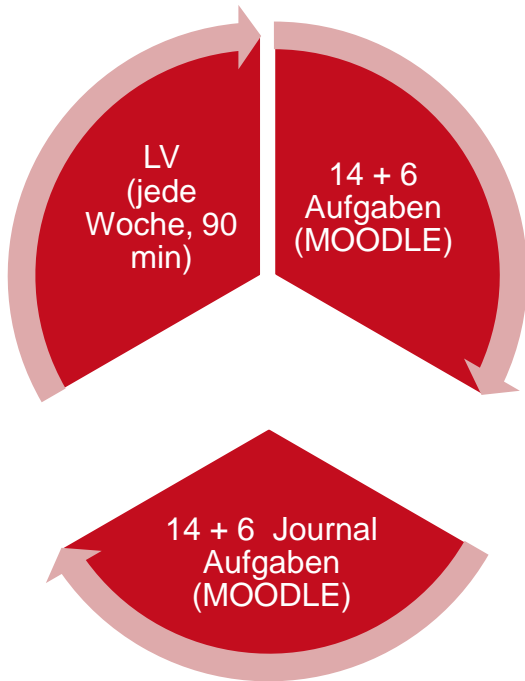 LV
(jede
Woche, 90
min)
14 + 6
Aufgaben
(MOODLE)
14 + 6 Journal
Aufgaben
(MOODLE)